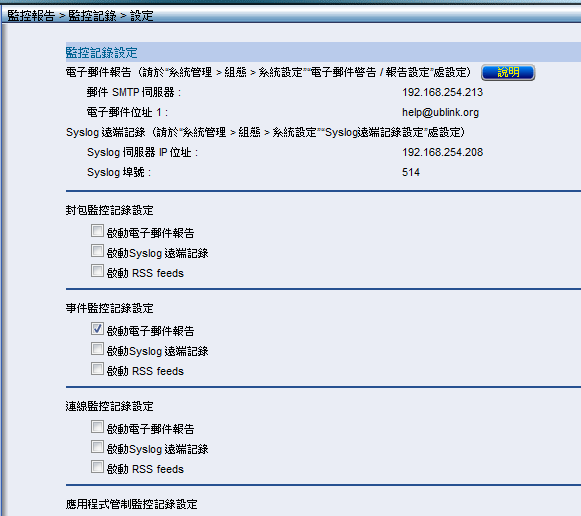 監控報告 > 監控記錄 > 設定
監控記錄設定
電子郵件報告（請於"系統管理 > 組態 > 系統設定""電子郵件警告 / 報告設定"處設定） 說明
郵件 SMTP 伺服器 : 192.168.254.213
電子郵件位址 1 : help@ublink.org
Syslog 遠端記錄（請於"系統管理 > 組態 > 系統設定""Syslog遠端記錄設定"處設定）
Syslog 伺服器 IP 位址 : 192.168.254.208
Syslog 埠號 : 514
封包監控記錄設定
啟動電子郵件報告
啟動Syslog 遠端記錄
啟動 RSS feeds
事件監控記錄設定
啟動電子郵件報告
啟動Syslog 遠端記錄
啟動 RSS feeds
連線監控記錄設定
啟動電子郵件報告
啟動Syslog 遠端記錄
啟動 RSS feeds
應用程式管制監控記錄設定